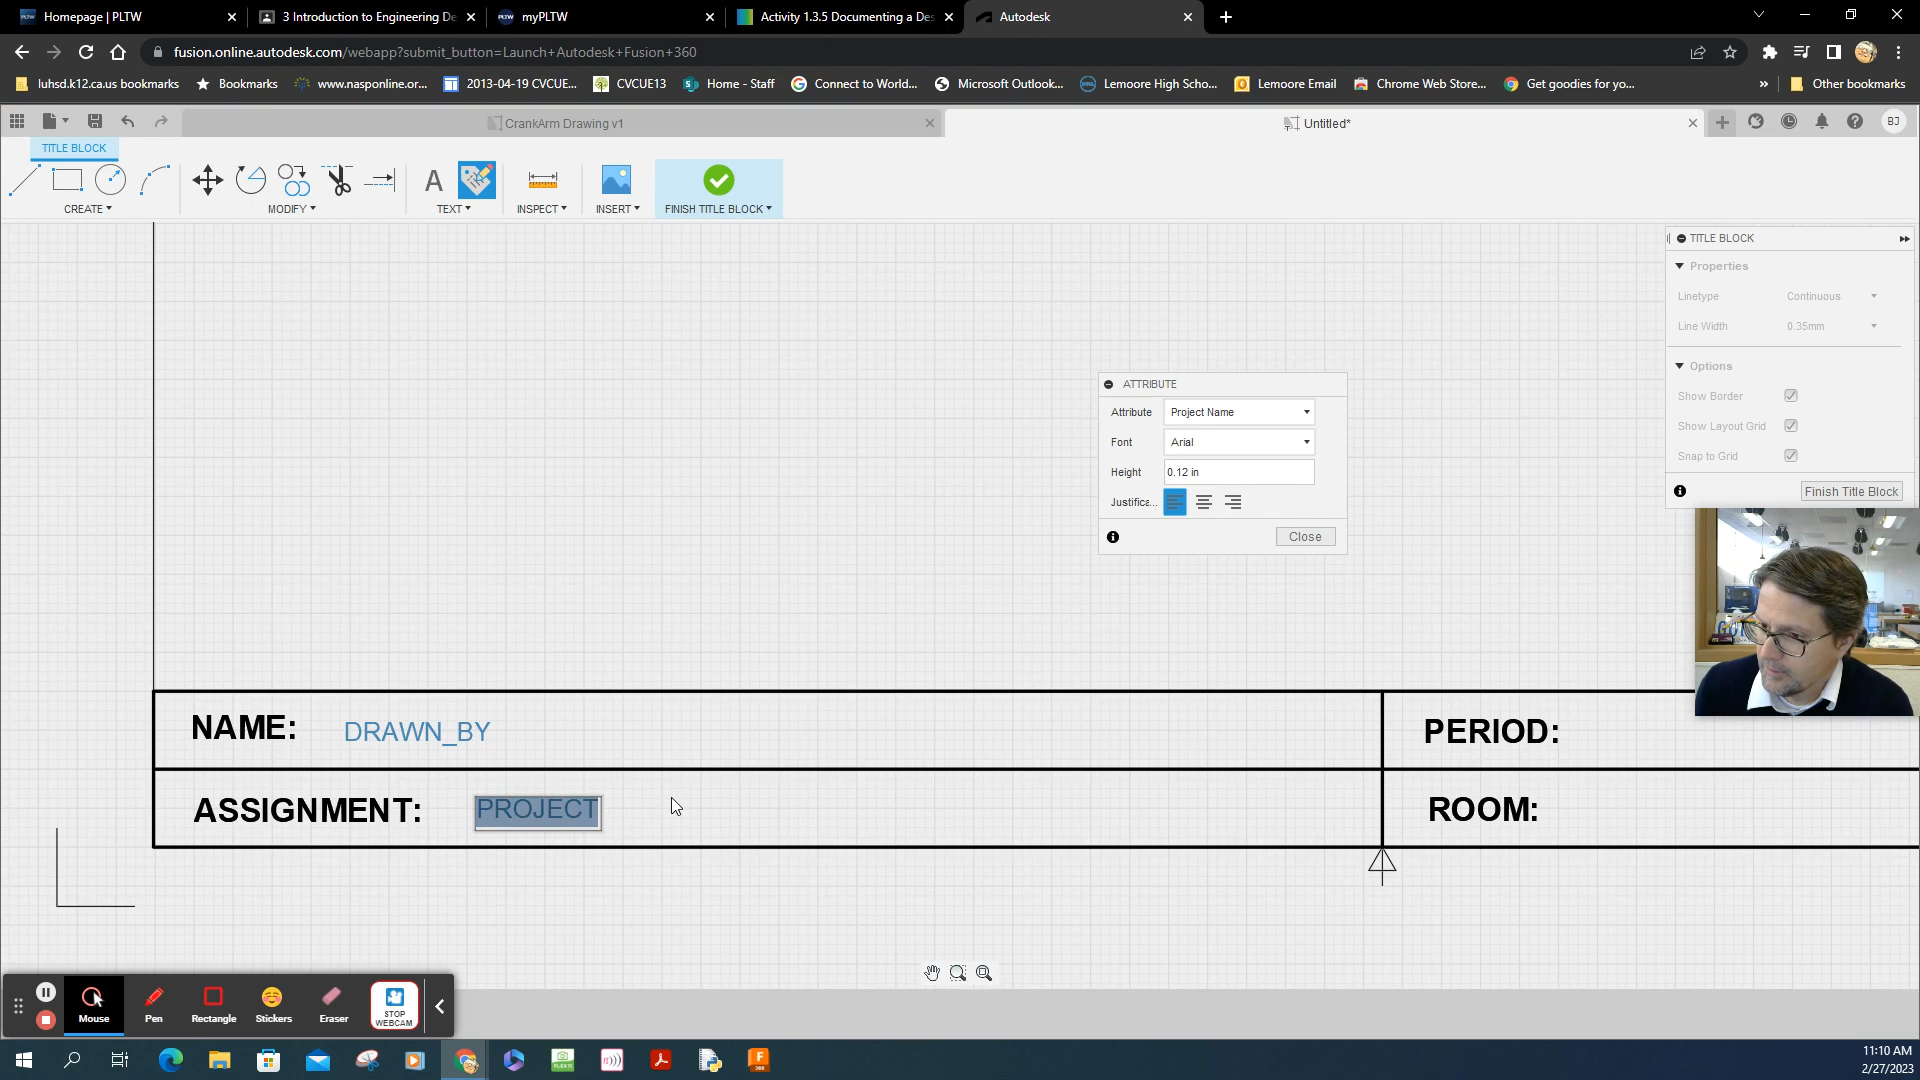 Homepage | PLTW
3 Introduction to Engineering De
myPLTW
Activity 1.3.5 Documenting a Des
Autodesk
fusion.online.autodesk.com/webapp?submit_button=Launch+Autodesk+Fusion+360
luhsd.k12.ca.us bookmarks
Bookmarks
www.nasponline.or...
2013-04-19 CVCUE...
CVCUE13
Home - Staff
Connect to World...
Microsoft Outlook...
Lemoore High Scho...
Lemoore Email
Chrome Web Store...
Get goodies for yo...
»
Other bookmarks
CrankArm Drawing v1
Untitled*
BJ
TITLE BLOCK
A
CREATE
MODIFY
TEXT
INSPECT
INSERT
FINISH TITLE BLOCK
TITLE BLOCK
Properties
Linetype Continuous
Line Width 0.35mm
Options
Show Border
Show Layout Grid
Snap to Grid
Finish Title Block
ATTRIBUTE
Attribute Project Name
Font Arial
Height 0.12 in
Justifica...
Close
NAME: DRAWN_BY
PERIOD:
ASSIGNMENT: PROJECT
ROOM:
Mouse
Pen
Rectangle
Stickers
Eraser
STOP
WEBCAM
11:10 AM
2/27/2023